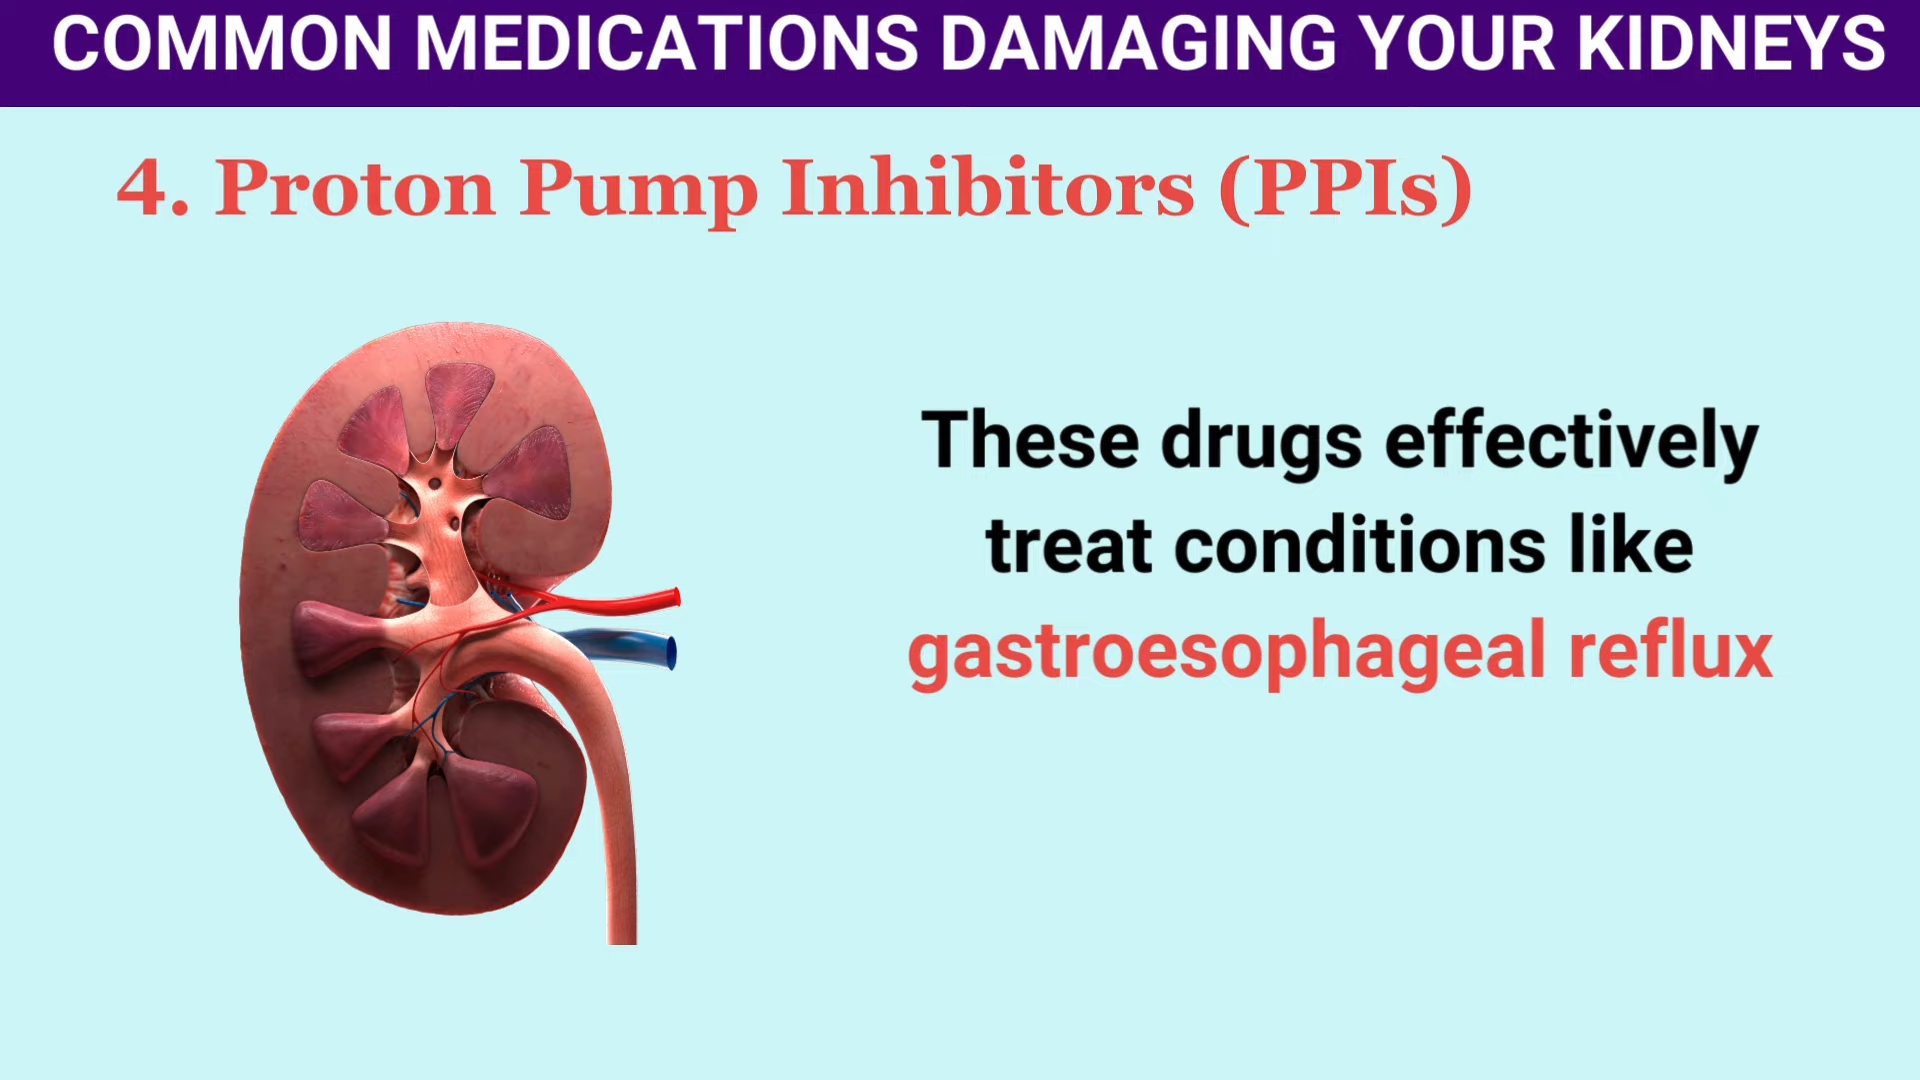 COMMON MEDICATIONS DAMAGING YOUR KIDNEYS
4. Proton Pump Inhibitors (PPIs)
These drugs effectively
treat conditions like
gastroesophageal reflux